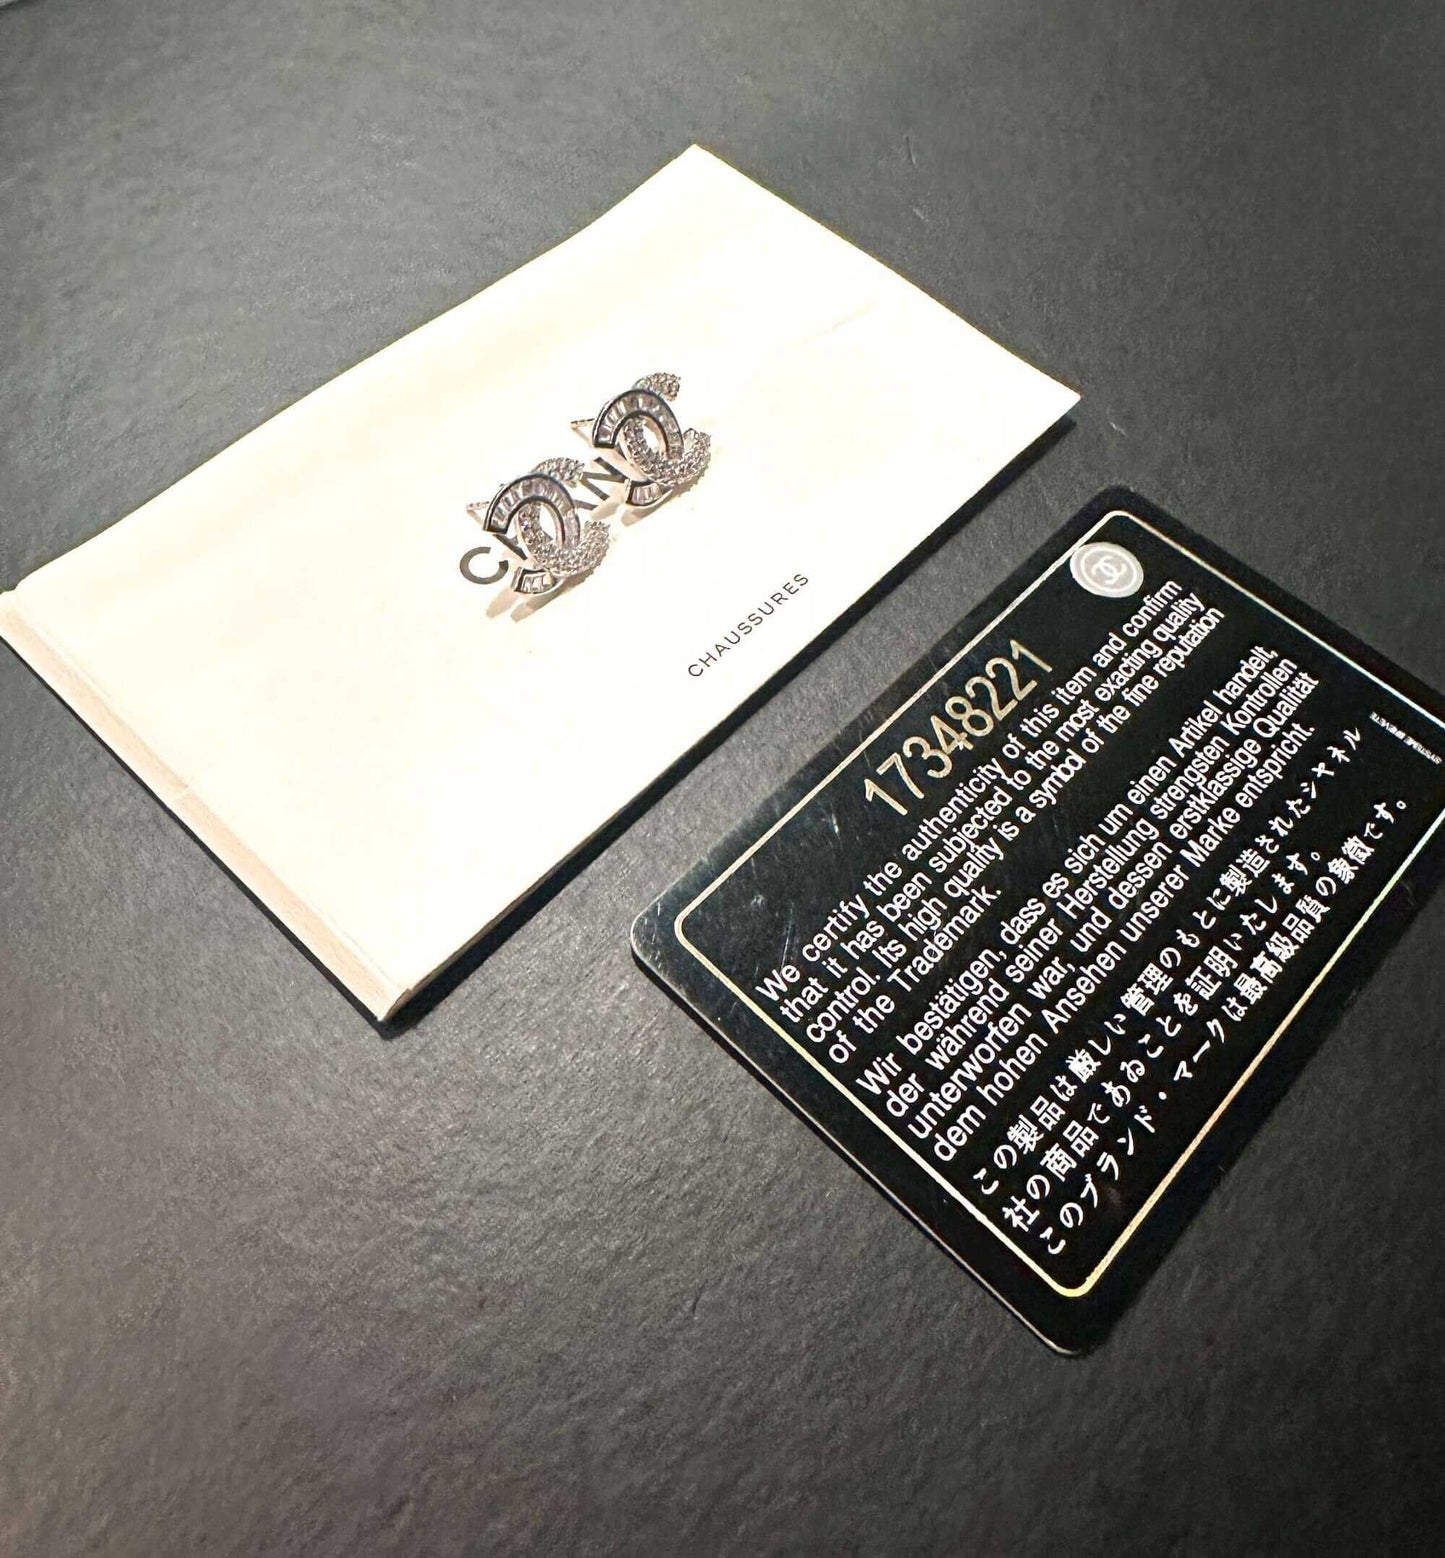 CHAN
CHAUSSURES
17348221
We certify the authenticity of this item and confirm
that it has been subjected to the most exacting quality
control. Its high quality is a symbol of the fine reputation
of the Trademark.
Wir bestätigen, dass es sich um einen Artikel handelt,
der während seiner Herstellung strengsten Kontrollen
unterworfen war, und dessen erstklassige Qualität
dem hohen Ansehen unserer Marke entspricht.
この製品は厳しい管理のもとに製造されたシャネル
社の商品であゐことを証明いたします。
このブランド・マークは最高級品質の象徴です。
SYSTEME BREVETE